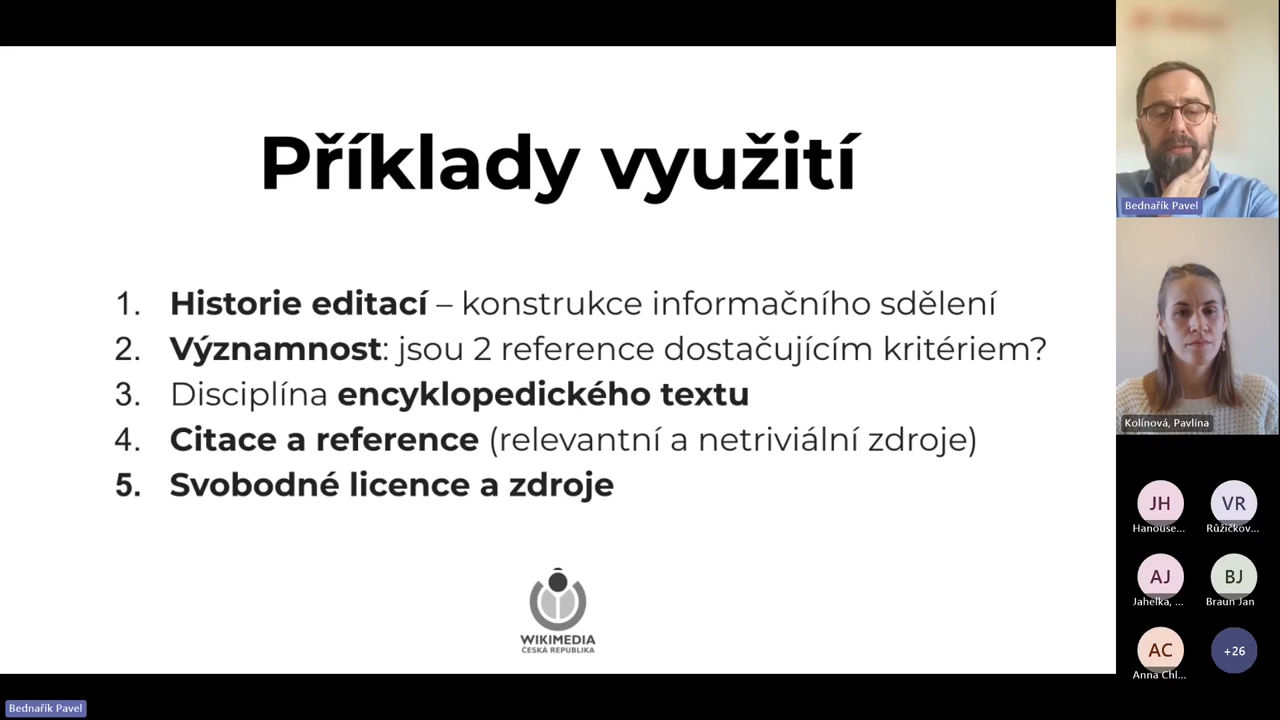 Příklady využití
1. Historie editací – konstrukce informačního sdělení
2. Významnost: jsou 2 reference dostačujícím kritériem?
3. Disciplína encyklopedického textu
4. Citace a reference (relevantní a netriviální zdroje)
5. Svobodné licence a zdroje
WIKIMEDIA
ČESKÁ REPUBLIKA
Bednařík Pavel
Bednařík Pavel
Kolínová, Pavlína
JH
VR
Hanouse...
Růžičkov...
AJ
BJ
Jahelka, ...
Braun Jan
AC
+26
Anna Chl...